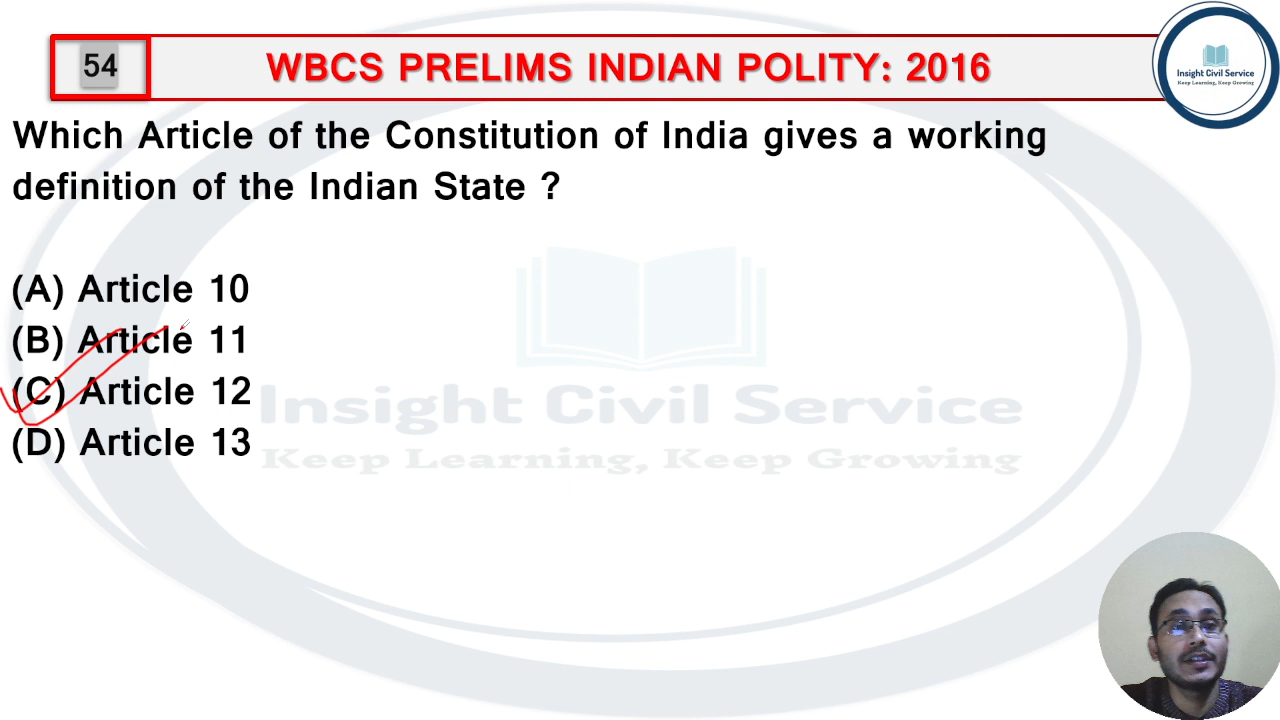 54
WBCS PRELIMS INDIAN POLITY: 2016
Insight Civil Service
Keep Learning, Keep Growing
Which Article of the Constitution of India gives a working
definition of the Indian State ?
(A) Article 10
(B) Article 11
(C) Article 12
(D) Article 13
Insight Civil Service
Keep Learning, Keep Growing